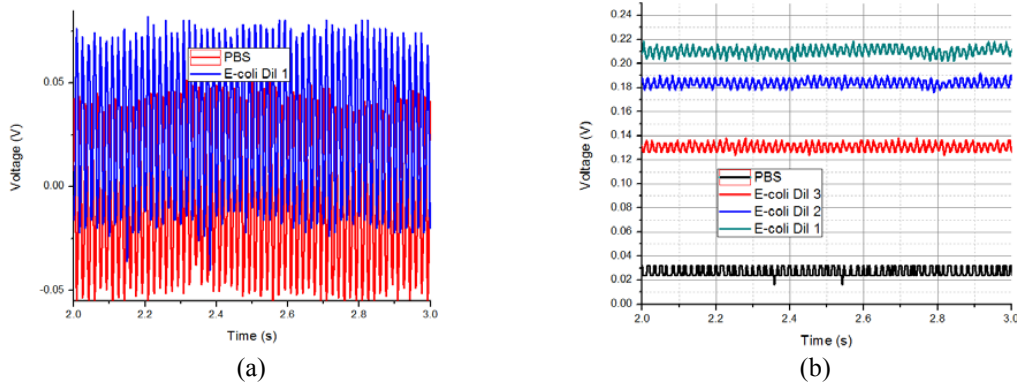 PBS
E-coli Dil 1
0.05
0.00
-0.05
Voltage (V)
2.0 2.2 2.4 2.6 2.8 3.0
Time (s)
(a)
0.24
0.22
0.20
0.18
0.16
0.14
0.12
0.10
0.08
0.06
0.04
0.02
0.00
Voltage (V)
PBS
E-coli Dil 3
E-coli Dil 2
E-coli Dil 1
2.0 2.2 2.4 2.6 2.8 3.0
Time (s)
(b)